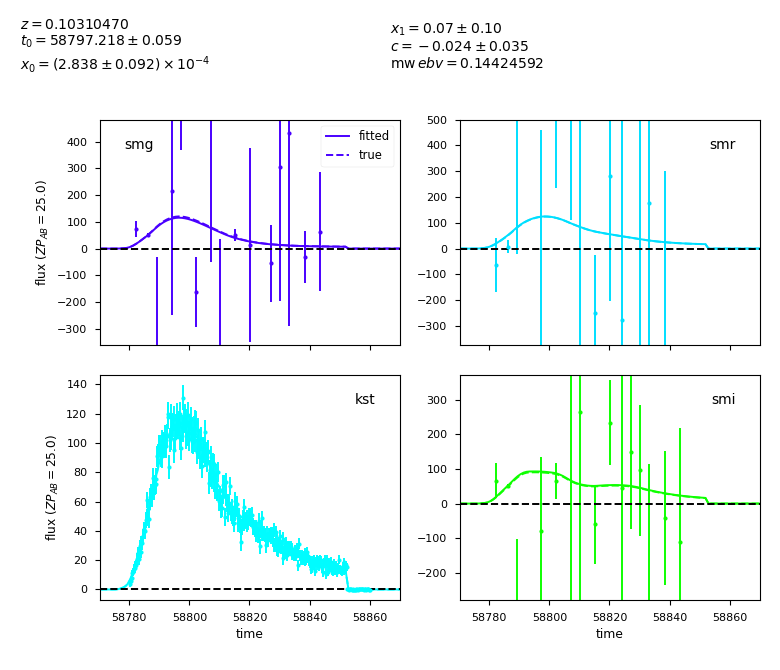 z = 0.10310470
t₀ = 58797.218 ± 0.059
x₀ = (2.838 ± 0.092) × 10⁻⁴
x₁ = 0.07 ± 0.10
c = −0.024 ± 0.035
mw ebv = 0.14424592
smg
fitted
true
400
300
200
100
0
−100
−200
−300
flux (ZP_AB = 25.0)
smr
500
400
300
200
100
0
−100
−200
−300
kst
140
120
100
80
60
40
20
0
flux (ZP_AB = 25.0)
58780 58800 58820 58840 58860
time
smi
300
200
100
0
−100
−200
58780 58800 58820 58840 58860
time